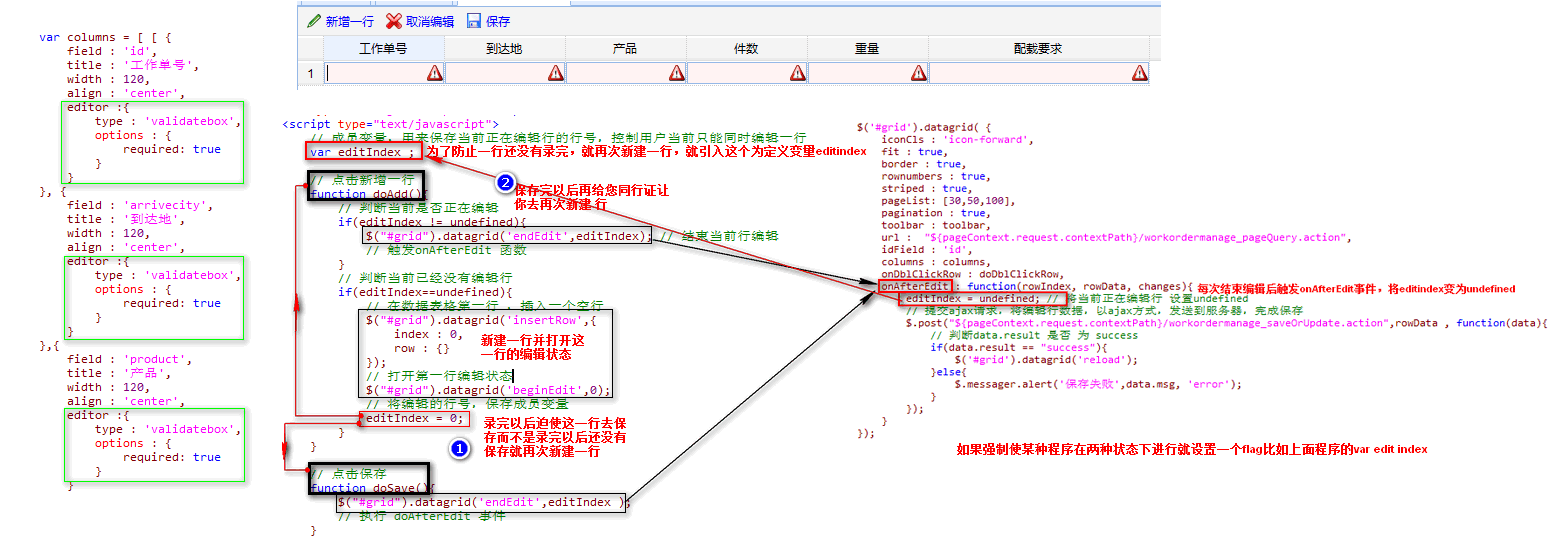 新增一行 取消编辑 保存
工作单号 到达地 产品 件数 重量 配载要求
1
var columns = [ [ {
field : 'id',
title : '工作单号',
width : 120,
align : 'center',
editor :{
type : 'validatebox',
options : {
required: true
}
}
}, {
field : 'arrivecity',
title : '到达地',
width : 120,
align : 'center',
editor :{
type : 'validatebox',
options : {
required: true
}
}
},{
field : 'product',
title : '产品',
width : 120,
align : 'center',
editor :{
type : 'validatebox',
options : {
required: true
}
}
<script type="text/javascript">
// 成员变量，用来保存当前正在编辑行的行号，控制用户当前只能同时编辑一行
var editIndex ;
为了防止一行还没有录完，就再次新建一行，就引入这个为定义变量editindex
// 点击新增一行
function doAdd(){
2
保存完以后再给您同行证让
你去再次新建行
// 判断当前是否正在编辑
if(editIndex != undefined){
$("#grid").datagrid('endEdit',editIndex); // 结束当前行编辑
// 触发onAfterEdit 函数
}
// 判断当前已经没有编辑行
if(editIndex==undefined){
// 在数据表格第一行 ，插入一个空行
$("#grid").datagrid('insertRow',{
index : 0,
row : {}
});
新建一行并打开这
一行的编辑状态
// 打开第一行编辑状态
$("#grid").datagrid('beginEdit',0);
// 将编辑的行号，保存成员变量
editIndex = 0;
}
}
1
录完以后迫使这一行去保
存而不是录完以后还没有
保存就再次新建一行
// 点击保存
function doSave(){
$("#grid").datagrid('endEdit',editIndex );
// 执行 doAfterEdit 事件
}
$('#grid').datagrid( {
iconCls : 'icon-forward',
fit : true,
border : true,
rownumbers : true,
striped : true,
pageList: [30,50,100],
pagination : true,
toolbar : toolbar,
url :  "${pageContext.request.contextPath}/workordermanage_pageQuery.action",
idField : 'id',
columns : columns,
onDblClickRow : doDblClickRow,
onAfterEdit : function(rowIndex, rowData, changes){
每次结束编辑后触发onAfterEdit事件，将editindex变为undefined
editIndex = undefined; // 将当前正在编辑行 设置undefined
// 提交ajax请求，将编辑行数据，以ajax方式，发送到服务器，完成保存
$.post("${pageContext.request.contextPath}/workordermanage_saveOrUpdate.action",rowData , function(data){
// 判断data.result 是否 为 success
if(data.result == "success"){
$('#grid').datagrid('reload');
}else{
$.messager.alert('保存失败',data.msg, 'error');
}
});
}
});
如果强制使某种程序在两种状态下进行就设置一个flag比如上面程序的var edit index